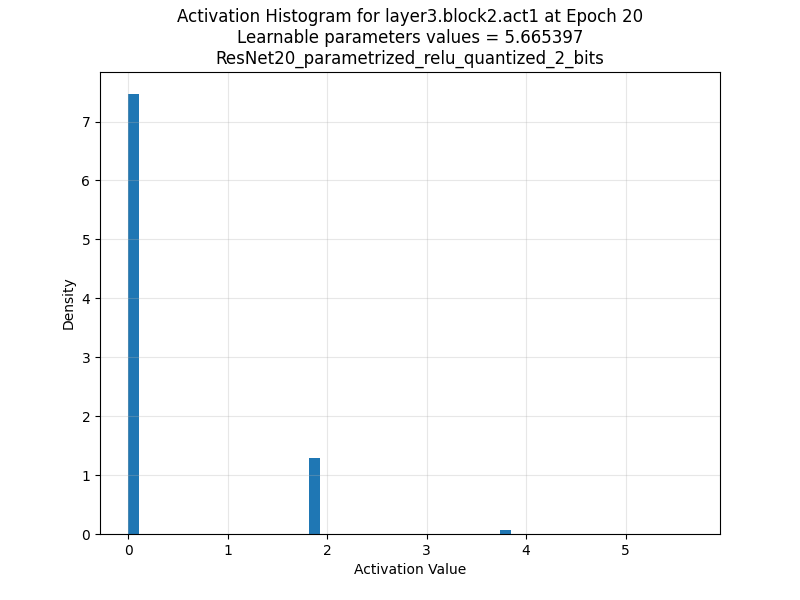 Activation Histogram for layer3.block2.act1 at Epoch 20
Learnable parameters values = 5.665397
ResNet20_parametrized_relu_quantized_2_bits
7
6
5
4
3
2
1
0
Density
0 1 2 3 4 5
Activation Value